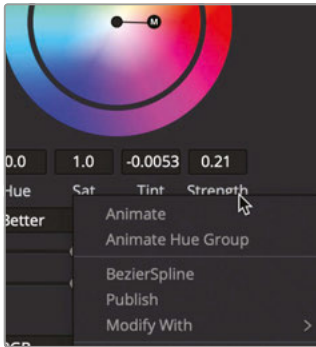 M
0.0 1.0 -0.0053 0.21
Hue Sat Tint Strength
Better
Animate
Animate Hue Group
BezierSpline
Publish
Modify With >